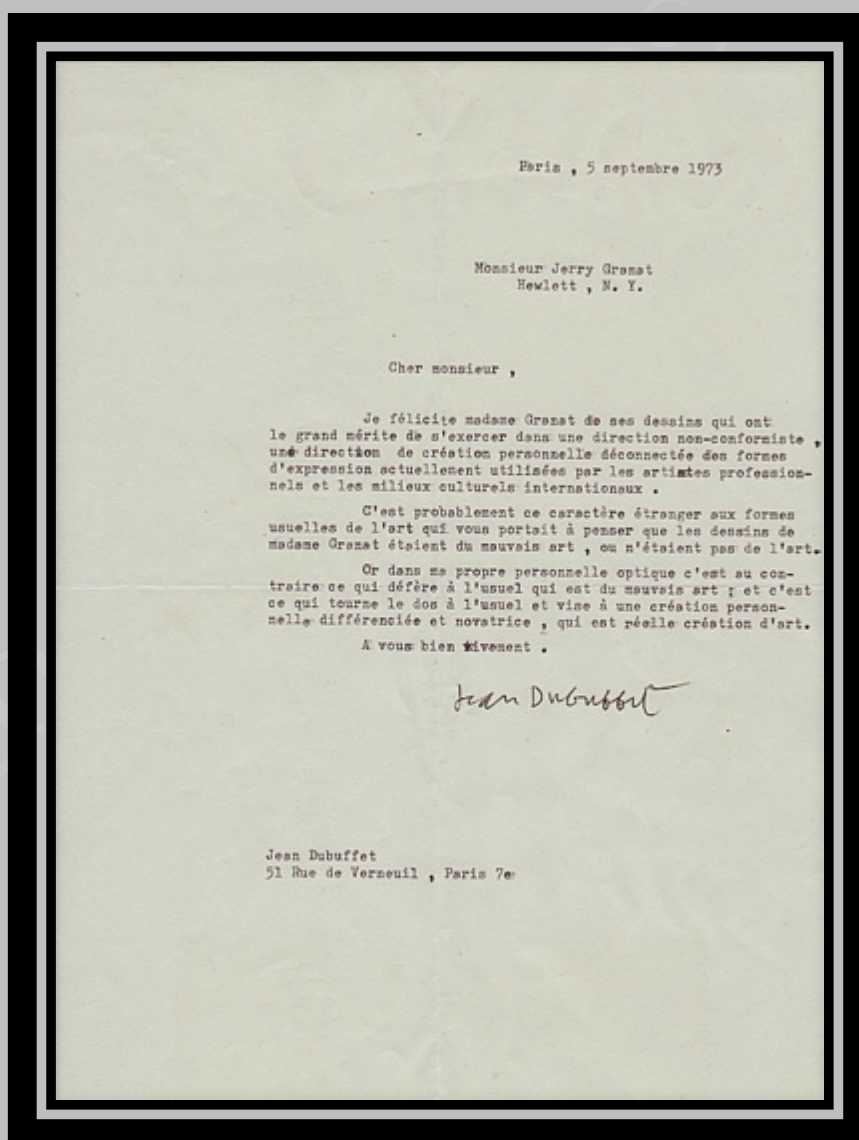 Paris , 5 septembre 1973
Monsieur Jerry Gramat
Hewlett , N. Y.
Cher monsieur ,
Je félicite madame Gramat de ses dessins qui ont
le grand mérite de s'exercer dans une direction non-conformiste ,
une direction de création personnelle déconnectée des formes
d'expression actuellement utilisées par les artistes profession-
nels et les milieux culturels internationaux .
C'est probablement ce caractère étranger aux formes
usuelles de l'art qui vous portait à penser que les dessins de
madame Gramat étaient du mauvais art , ou n'étaient pas de l'art.
Or dans ma propre personnelle optique c'est au con-
traire ce qui défère à l'usuel qui est du mauvais art ; et c'est
ce qui tourne le dos à l'usuel et vise à une création person-
nelle différenciée et novatrice , qui est réelle création d'art.
A vous bien vivement .
Jean Dubuffet
Jean Dubuffet
51 Rue de Verneuil , Paris 7e